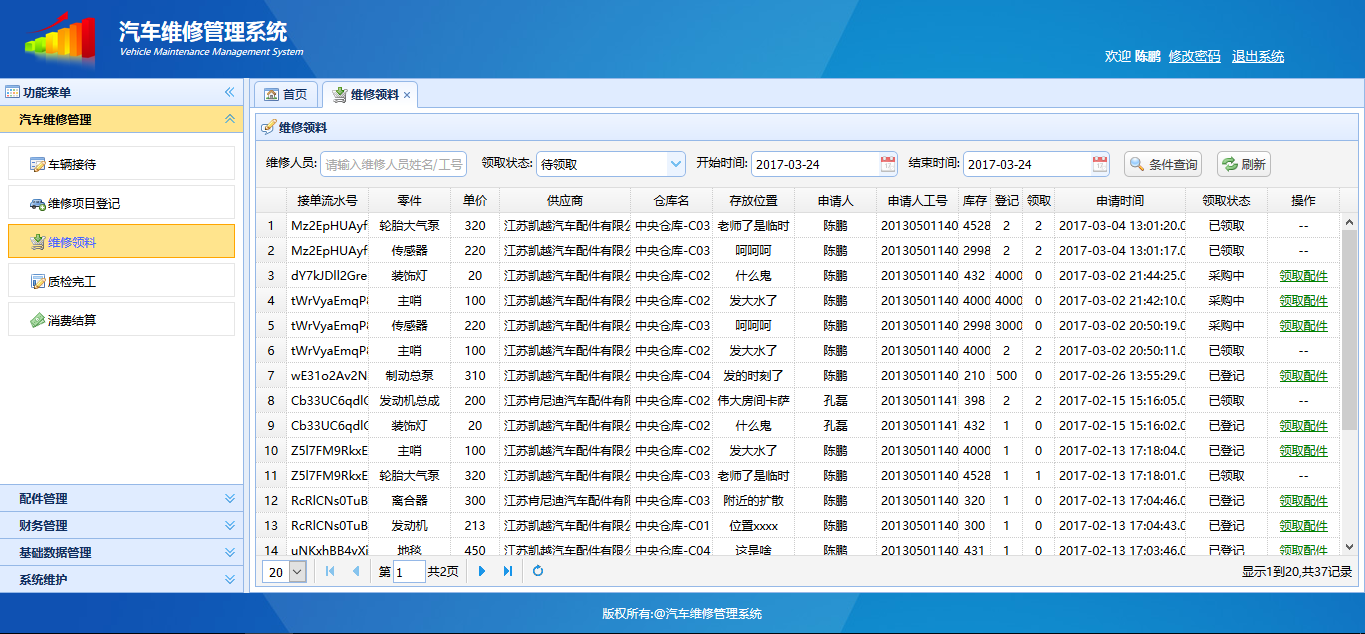 汽车维修管理系统
Vehicle Maintenance Management System
欢迎 陈鹏 修改密码 退出系统
功能菜单
汽车维修管理
车辆接待
维修项目登记
维修领料
质检完工
消费结算
配件管理
财务管理
基础数据管理
系统维护
首页 维修领料
维修领料
维修人员: 请输入维修人员姓名/工号 领取状态: 待领取 开始时间: 2017-03-24 结束时间: 2017-03-24 条件查询 刷新
接单流水号 零件 单价 供应商 仓库名 存放位置 申请人 申请人工号 库存 登记 领取 申请时间 领取状态 操作
1 Mz2EpHUAyf 轮胎大气泵 320 江苏凯越汽车配件有限公 中央仓库-C03 老师了是临时 陈鹏 20130501140 4528 2 2 2017-03-04 13:01:20.0 已领取 --
2 Mz2EpHUAyf 传感器 220 江苏凯越汽车配件有限公 中央仓库-C03 呵呵呵 陈鹏 20130501140 2998 2 2 2017-03-04 13:01:17.0 已领取 --
3 dY7kJDll2Gre 装饰灯 20 江苏凯越汽车配件有限公 中央仓库-C02 什么鬼 陈鹏 20130501140 432 4000 0 2017-03-02 21:44:25.0 采购中 领取配件
4 tWrVyaEmqP8 主哨 100 江苏凯越汽车配件有限公 中央仓库-C02 发大水了 陈鹏 20130501140 4000 4000 0 2017-03-02 21:42:10.0 采购中 领取配件
5 tWrVyaEmqP8 传感器 220 江苏凯越汽车配件有限公 中央仓库-C03 呵呵呵 陈鹏 20130501140 2998 3000 0 2017-03-02 20:50:19.0 采购中 领取配件
6 tWrVyaEmqP8 主哨 100 江苏凯越汽车配件有限公 中央仓库-C02 发大水了 陈鹏 20130501140 4000 2 2 2017-03-02 20:50:11.0 已领取 --
7 wE31o2Av2N 制动总泵 310 江苏凯越汽车配件有限公 中央仓库-C04 发的时刻了 陈鹏 20130501140 210 500 0 2017-02-26 13:55:29.0 已登记 领取配件
8 Cb33UC6qdlC 发动机总成 200 江苏肯尼迪汽车配件有限 中央仓库-C02 伟大房间卡萨 孔磊 20130501141 398 2 2 2017-02-15 15:16:05.0 已领取 --
9 Cb33UC6qdlC 装饰灯 20 江苏凯越汽车配件有限公 中央仓库-C02 什么鬼 孔磊 20130501141 432 1 0 2017-02-15 15:16:02.0 已登记 领取配件
10 Z5l7FM9RkxE 主哨 100 江苏凯越汽车配件有限公 中央仓库-C02 发大水了 陈鹏 20130501140 4000 1 0 2017-02-13 17:18:04.0 已登记 领取配件
11 Z5l7FM9RkxE 轮胎大气泵 320 江苏凯越汽车配件有限公 中央仓库-C03 老师了是临时 陈鹏 20130501140 4528 1 1 2017-02-13 17:18:01.0 已领取 --
12 RcRlCNs0TuB 离合器 300 江苏肯尼迪汽车配件有限 中央仓库-C03 附近的扩散 陈鹏 20130501140 320 1 0 2017-02-13 17:04:46.0 已登记 领取配件
13 RcRlCNs0TuB 发动机 213 江苏凯越汽车配件有限公 中央仓库-C01 位置xxxx 陈鹏 20130501140 300 1 0 2017-02-13 17:04:43.0 已登记 领取配件
14 uNKxhBB4vXi 地毯 450 江苏凯越汽车配件有限公 中央仓库-C04 这是啥 陈鹏 20130501140 431 1 0 2017-02-13 17:03:46.0 已登记 领取配件
20 第 1 共2页 显示1到20,共37记录
版权所有:@汽车维修管理系统